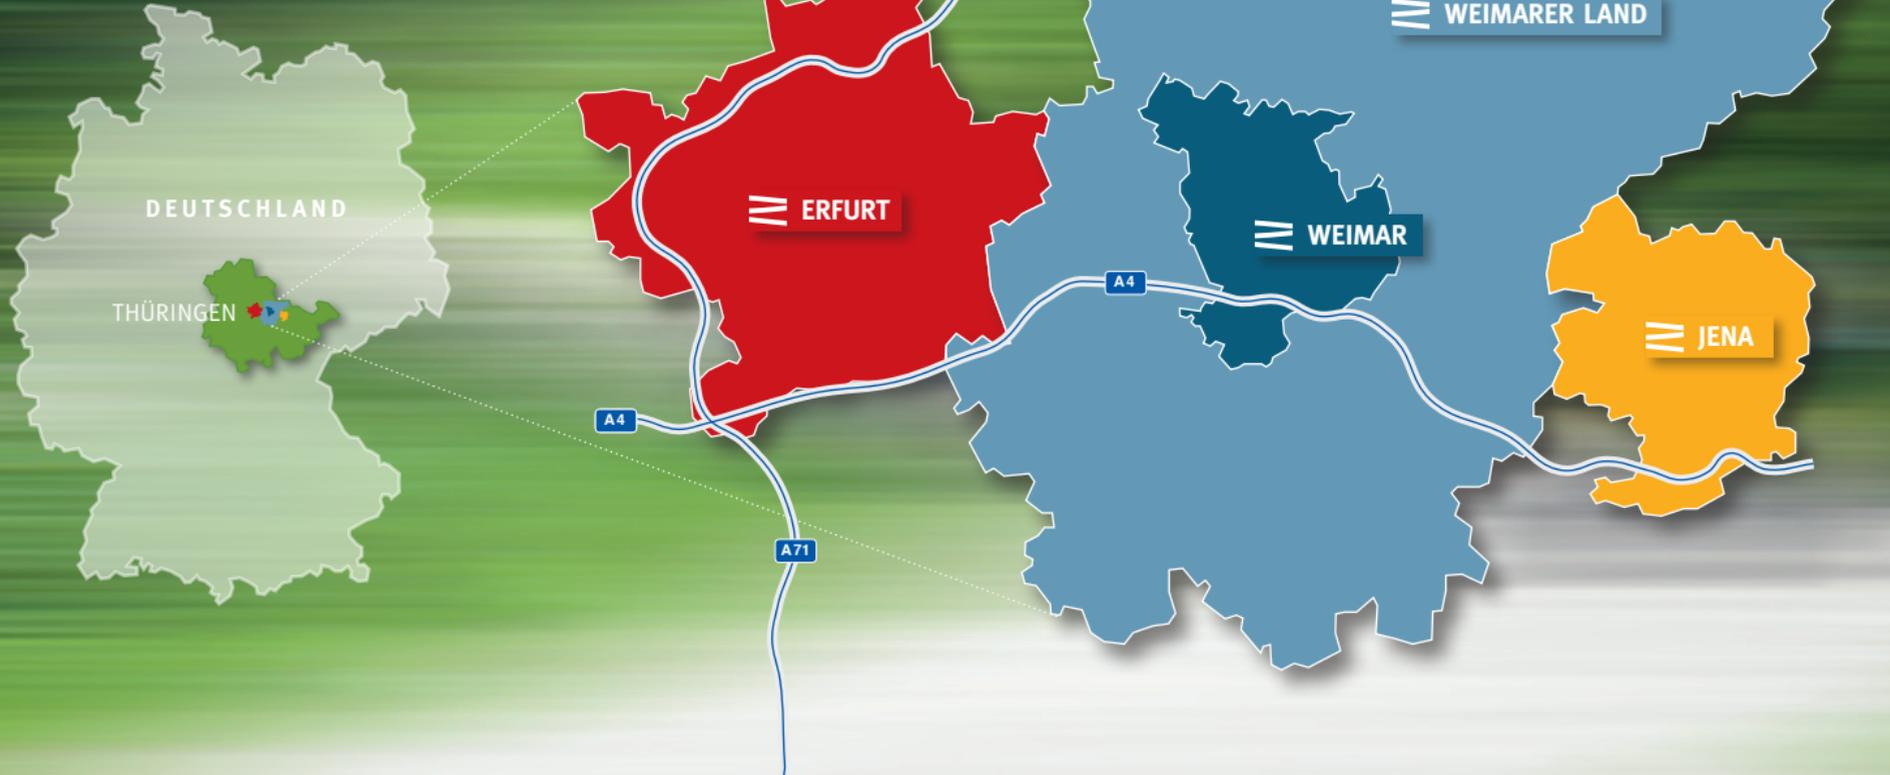 WEIMARER LAND
DEUTSCHLAND
ERFURT
WEIMAR
A4
THÜRINGEN
JENA
A4
A71